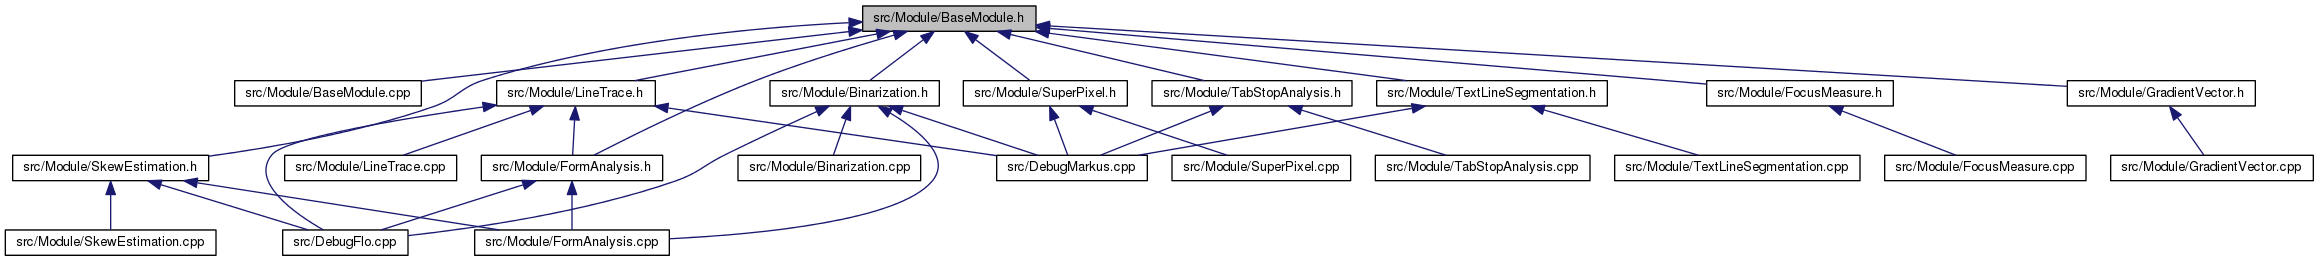 src/Module/BaseModule.h
src/Module/BaseModule.cpp
src/Module/LineTrace.h
src/Module/Binarization.h
src/Module/SuperPixel.h
src/Module/TabStopAnalysis.h
src/Module/TextLineSegmentation.h
src/Module/FocusMeasure.h
src/Module/GradientVector.h
src/Module/SkewEstimation.h
src/Module/LineTrace.cpp
src/Module/FormAnalysis.h
src/Module/Binarization.cpp
src/DebugMarkus.cpp
src/Module/SuperPixel.cpp
src/Module/TabStopAnalysis.cpp
src/Module/TextLineSegmentation.cpp
src/Module/FocusMeasure.cpp
src/Module/GradientVector.cpp
src/Module/SkewEstimation.cpp
src/DebugFlo.cpp
src/Module/FormAnalysis.cpp